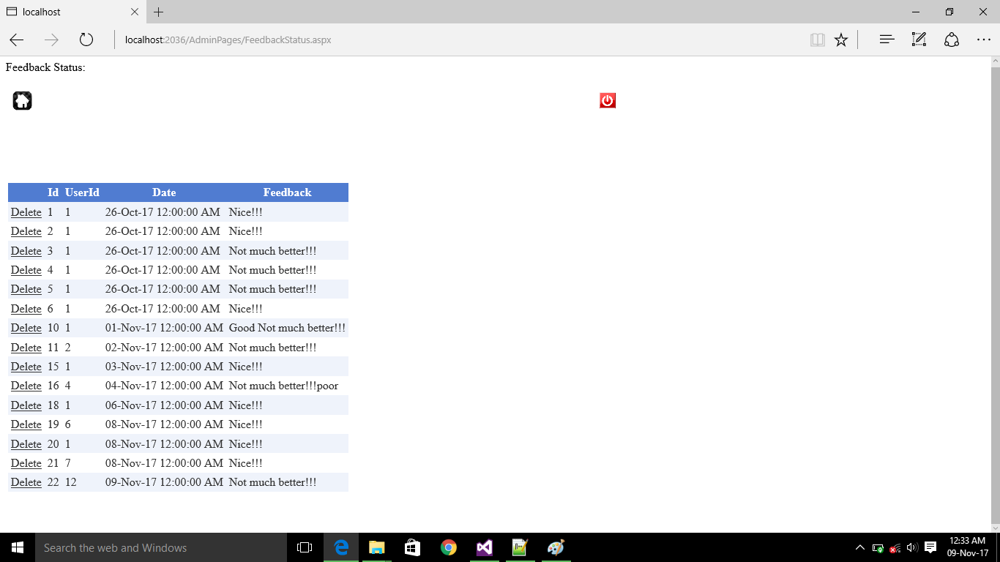 localhost
localhost:2036/AdminPages/FeedbackStatus.aspx
Feedback Status:
Id UserId Date Feedback
Delete 1 1 26-Oct-17 12:00:00 AM Nice!!!
Delete 2 1 26-Oct-17 12:00:00 AM Nice!!!
Delete 3 1 26-Oct-17 12:00:00 AM Not much better!!!
Delete 4 1 26-Oct-17 12:00:00 AM Not much better!!!
Delete 5 1 26-Oct-17 12:00:00 AM Not much better!!!
Delete 6 1 26-Oct-17 12:00:00 AM Nice!!!
Delete 10 1 01-Nov-17 12:00:00 AM Good Not much better!!!
Delete 11 2 02-Nov-17 12:00:00 AM Not much better!!!
Delete 15 1 03-Nov-17 12:00:00 AM Nice!!!
Delete 16 4 04-Nov-17 12:00:00 AM Not much better!!!poor
Delete 18 1 06-Nov-17 12:00:00 AM Nice!!!
Delete 19 6 08-Nov-17 12:00:00 AM Nice!!!
Delete 20 1 08-Nov-17 12:00:00 AM Nice!!!
Delete 21 7 08-Nov-17 12:00:00 AM Nice!!!
Delete 22 12 09-Nov-17 12:00:00 AM Not much better!!!
Search the web and Windows
12:33 AM
09-Nov-17